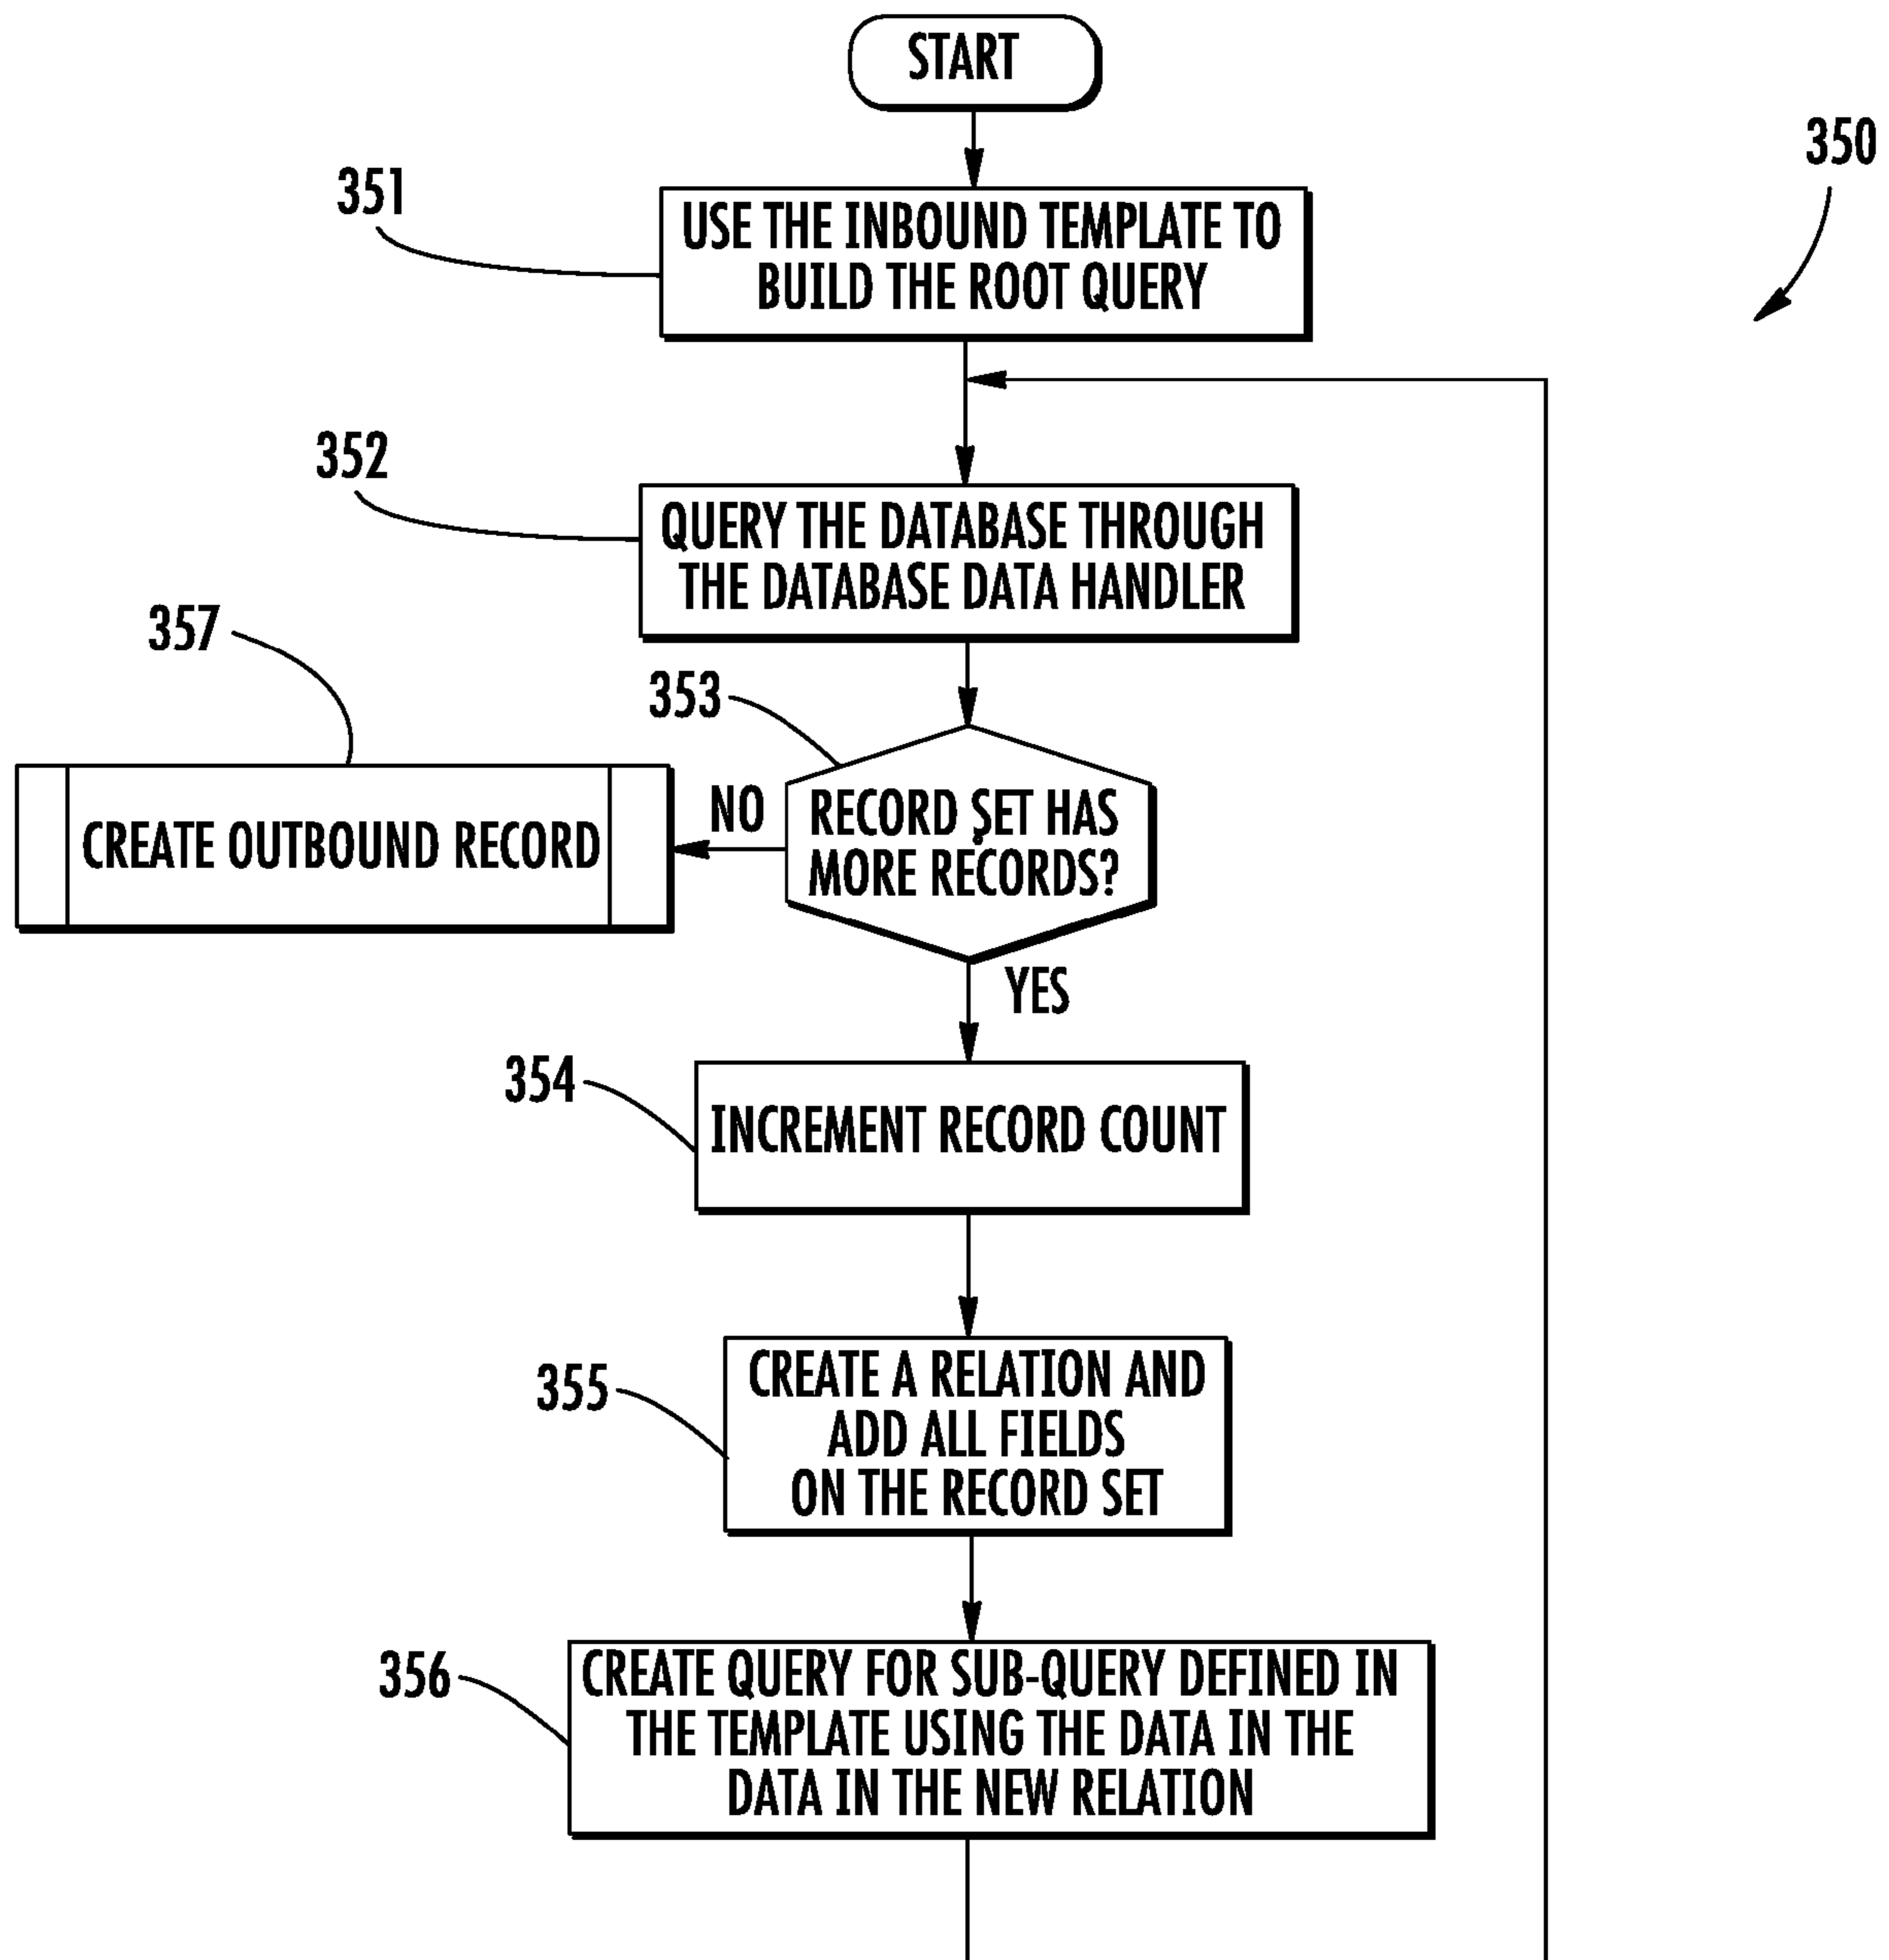 START
350
351
USE THE INBOUND TEMPLATE TO
BUILD THE ROOT QUERY
352
QUERY THE DATABASE THROUGH
THE DATABASE DATA HANDLER
357
353
CREATE OUTBOUND RECORD
NO
RECORD SET HAS
MORE RECORDS?
YES
354
INCREMENT RECORD COUNT
355
CREATE A RELATION AND
ADD ALL FIELDS
ON THE RECORD SET
356
CREATE QUERY FOR SUB-QUERY DEFINED IN
THE TEMPLATE USING THE DATA IN THE
DATA IN THE NEW RELATION